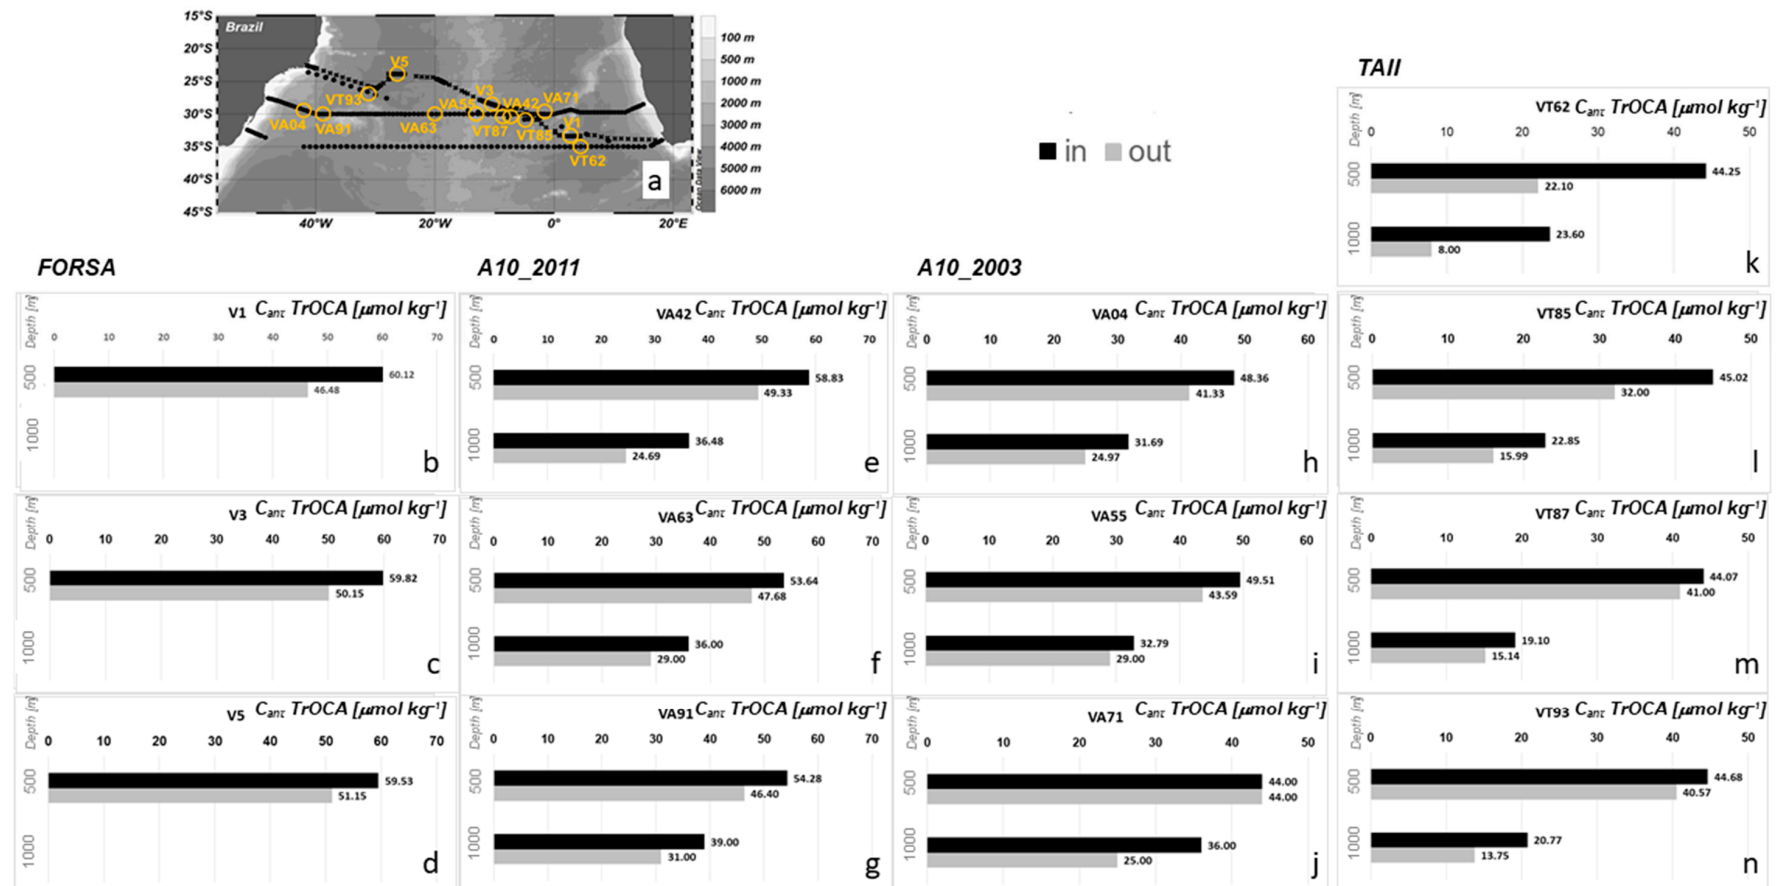 15°S
20°S
25°S
30°S
35°S
40°S
45°S
Brazil
V5
VT93
V3
VA55
VA42
VA71
VA04
VA91
VA63
VT87
VT85
V1
VT62
a
40°W
20°W
0°
20°E
Ocean Data View
100 m
500 m
1000 m
2000 m
3000 m
4000 m
6000 m
in
out
FORSA
V1 Cant TrOCA [µmol kg⁻¹]
Depth [m]
0 10 20 30 40 50 60 70
500
60.12
46.48
1000
b
V3 Cant TrOCA [µmol kg⁻¹]
Depth [m]
0 10 20 30 40 50 60
500
59.82
50.15
1000
c
V5 Cant TrOCA [µmol kg⁻¹]
Depth [m]
0 10 20 30 40 50 60 70
500
59.53
51.15
1000
d
A10_2011
VA42 Cant TrOCA [µmol kg⁻¹]
Depth [m]
0 10 20 30 40 50 60 70
500
58.83
49.33
1000
36.48
24.69
e
VA63 Cant TrOCA [µmol kg⁻¹]
Depth [m]
0 10 20 30 40 50 60 70
500
53.64
47.68
1000
36.00
29.00
f
VA91 Cant TrOCA [µmol kg⁻¹]
Depth [m]
0 10 20 30 40 50 60 70
500
54.28
46.40
1000
39.00
31.00
g
A10_2003
VA04 Cant TrOCA [µmol kg⁻¹]
Depth [m]
0 10 20 30 40 50 60
500
48.36
41.33
1000
31.69
24.97
h
VA55 Cant TrOCA [µmol kg⁻¹]
Depth [m]
0 10 20 30 40 50 60
500
49.51
43.59
1000
32.79
29.00
i
VA71 Cant TrOCA [µmol kg⁻¹]
Depth [m]
0 10 20 30 40 50
500
44.00
44.00
1000
36.00
25.00
j
TAII
VT62 Cant TrOCA [µmol kg⁻¹]
Depth [m]
0 10 20 30 40 50
500
44.25
22.10
1000
23.60
8.00
k
VT85 Cant TrOCA [µmol kg⁻¹]
Depth [m]
0 10 20 30 40 50
500
45.02
32.00
1000
22.85
15.99
l
VT87 Cant TrOCA [µmol kg⁻¹]
Depth [m]
0 10 20 30 40 50
500
44.07
41.00
1000
19.10
15.14
m
VT93 Cant TrOCA [µmol kg⁻¹]
Depth [m]
0 10 20 30 40 50
500
44.68
40.57
1000
20.77
13.75
n